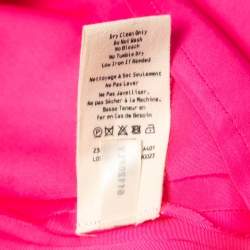 Dry Clean Only
Do Not Wash
No Bleach
No Tumble Dry
Low Iron if Needed
Nettoyage à Sec Seulement
Ne Pas Laver
Ne Pas Javelliser,
Ne Pas Sécher à la Machine,
Basse Teneur en
Fer en Cas de Besoin